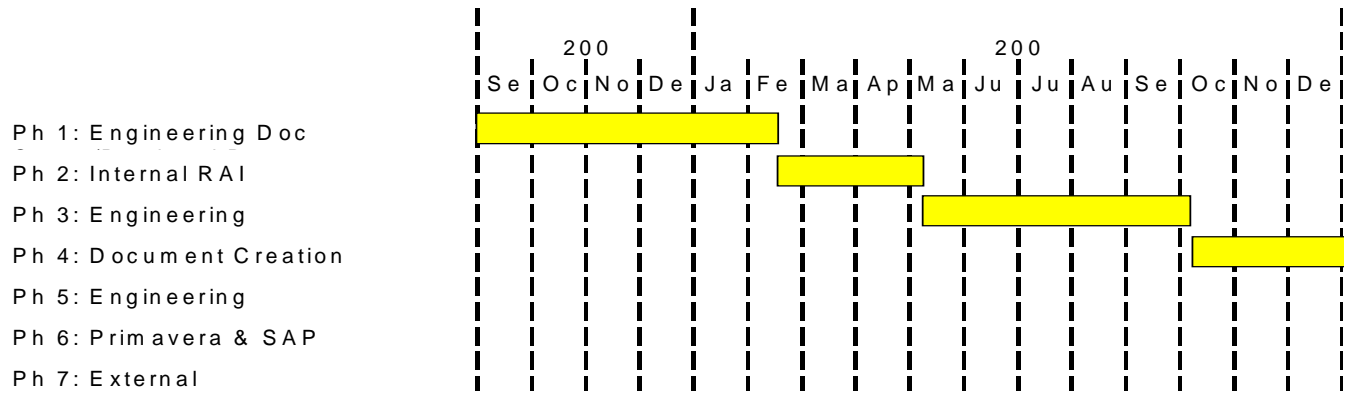 200 200
Se Oc No De Ja Fe Ma Ap Ma Ju Ju Au Se Oc No De
Ph 1: Engineering Doc
Ph 2: Internal RAI
Ph 3: Engineering
Ph 4: Document Creation
Ph 5: Engineering
Ph 6: Primavera & SAP
Ph 7: External